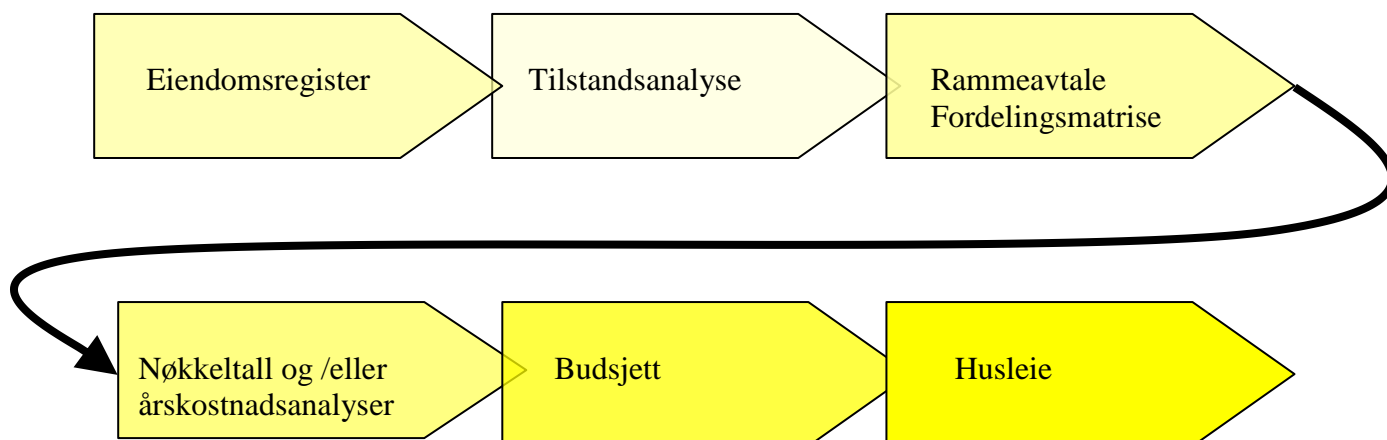 Eiendomsregister
Tilstandsanalyse
Rammeavtale
Fordelingsmatrise
Nøkkeltall og /eller
årskostnadsanalyser
Budsjett
Husleie